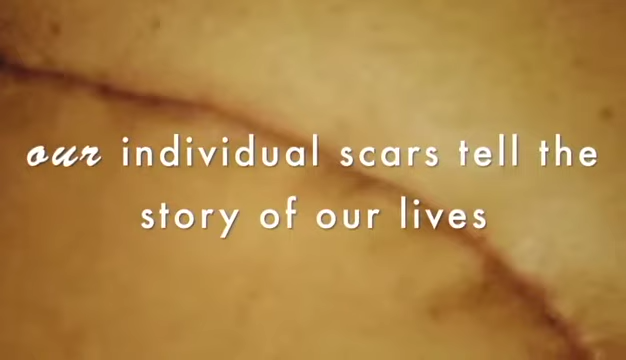 our individual scars tell the
story of our lives